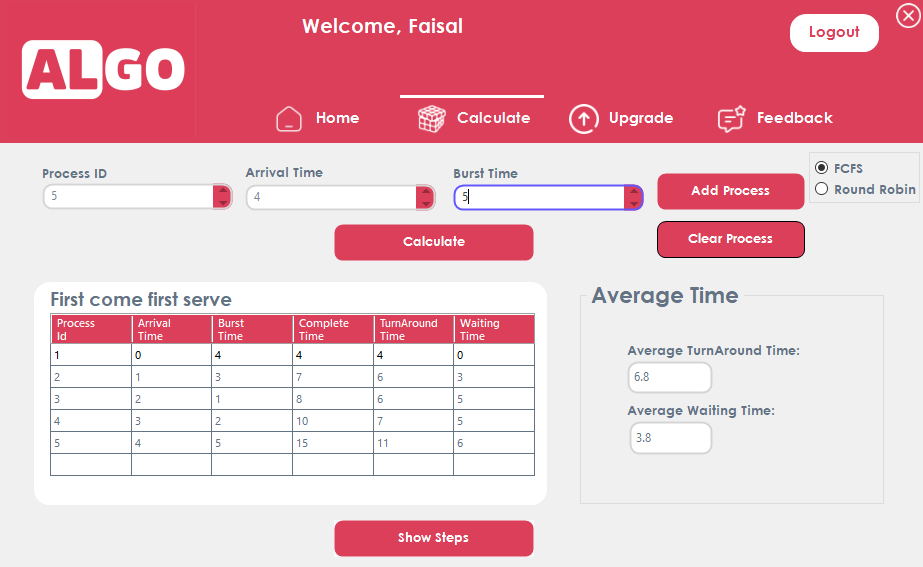 Welcome, Faisal
Logout
ALGO
Home
Calculate
Upgrade
Feedback
Process ID
Arrival Time
Burst Time
5
4
5
Add Process
FCFS
Round Robin
Calculate
Clear Process
First come first serve
Process Id Arrival Time Burst Time Complete Time TurnAround Time Waiting Time
1 0 4 4 4 0
2 1 3 7 6 3
3 2 1 8 6 5
4 3 2 10 7 5
5 4 5 15 11 6
Average Time
Average TurnAround Time:
6.8
Average Waiting Time:
3.8
Show Steps